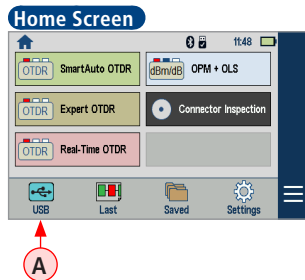 Home Screen
11:48
OTDR SmartAuto OTDR
dBm/dB OPM + OLS
OTDR Expert OTDR
Connector Inspection
OTDR Real-Time OTDR
USB Last Saved Settings
A